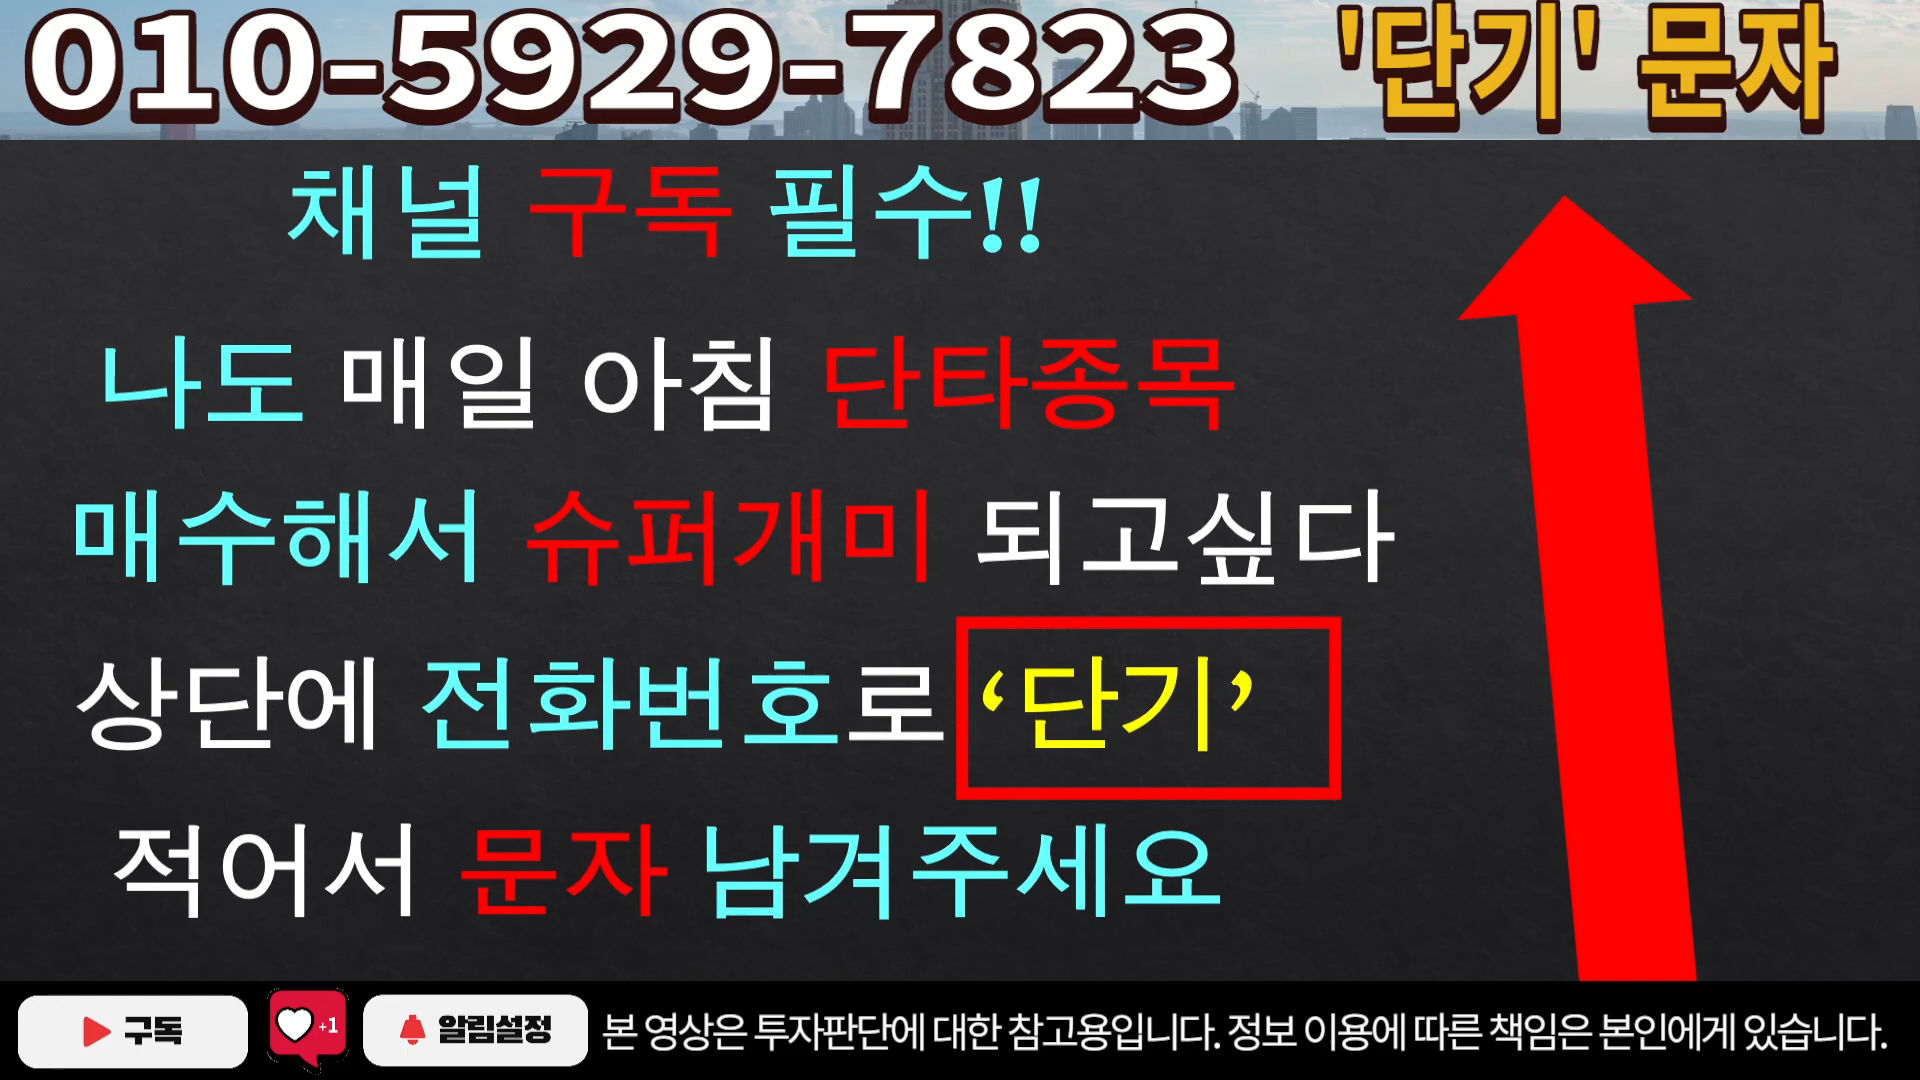 010-5929-7823 '단기' 문자
채널 구독 필수!!
나도 매일 아침 단타종목
매수해서 슈퍼개미 되고싶다
상단에 전화번호로 ‘단기’
적어서 문자 남겨주세요
구독 +1 알림설정 본 영상은 투자판단에 대한 참고용입니다. 정보 이용에 따른 책임은 본인에게 있습니다.